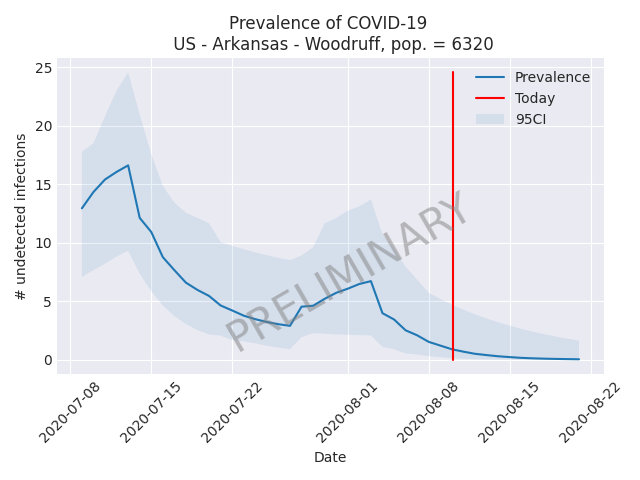 Prevalence of COVID-19
US - Arkansas - Woodruff, pop. = 6320
# undetected infections
25
20
15
10
5
0
Prevalence
Today
95CI
PRELIMINARY
2020-07-08
2020-07-15
2020-07-22
2020-08-01
2020-08-08
2020-08-15
2020-08-22
Date